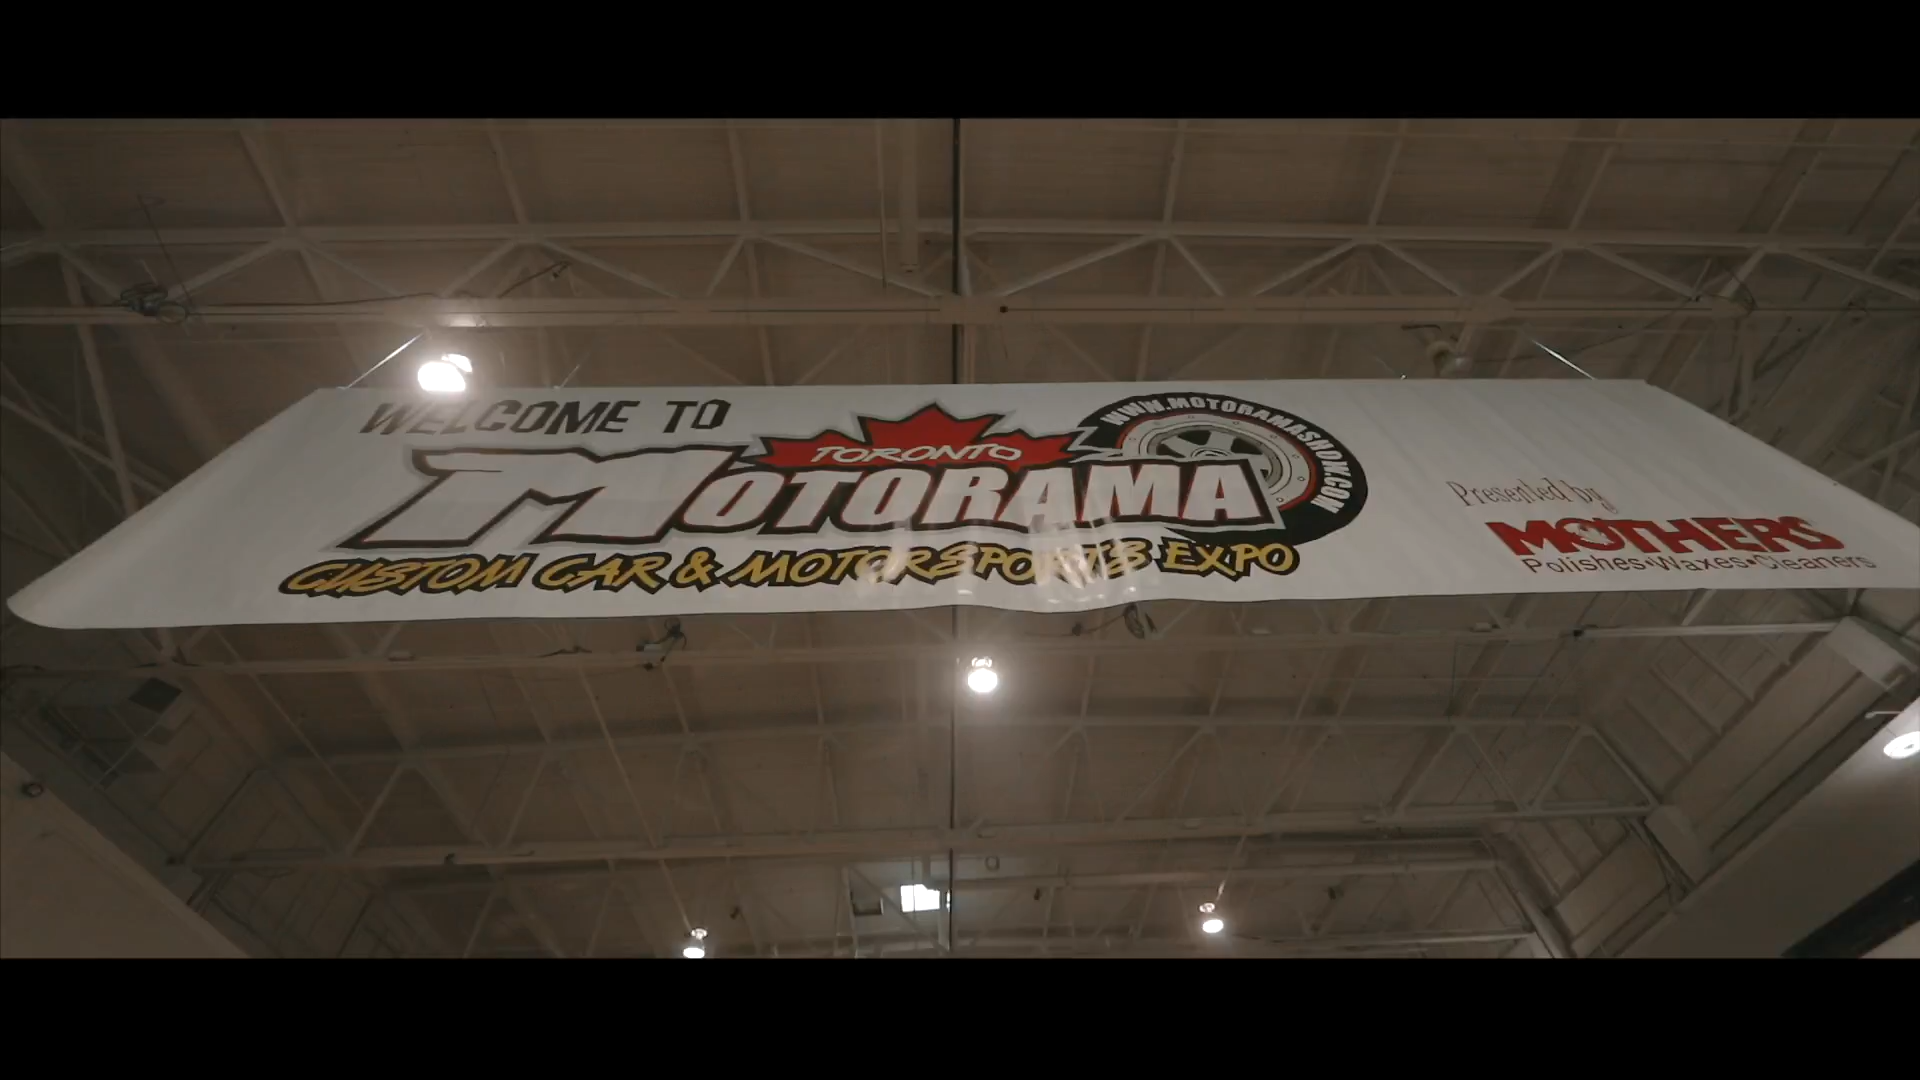 WELCOME TO
TORONTO
MOTORAMA
WWW.MOTORAMASHOW.COM
CUSTOM CAR & MOTORSPORTS EXPO
Presented by
MOTHERS
Polishes•Waxes•Cleaners